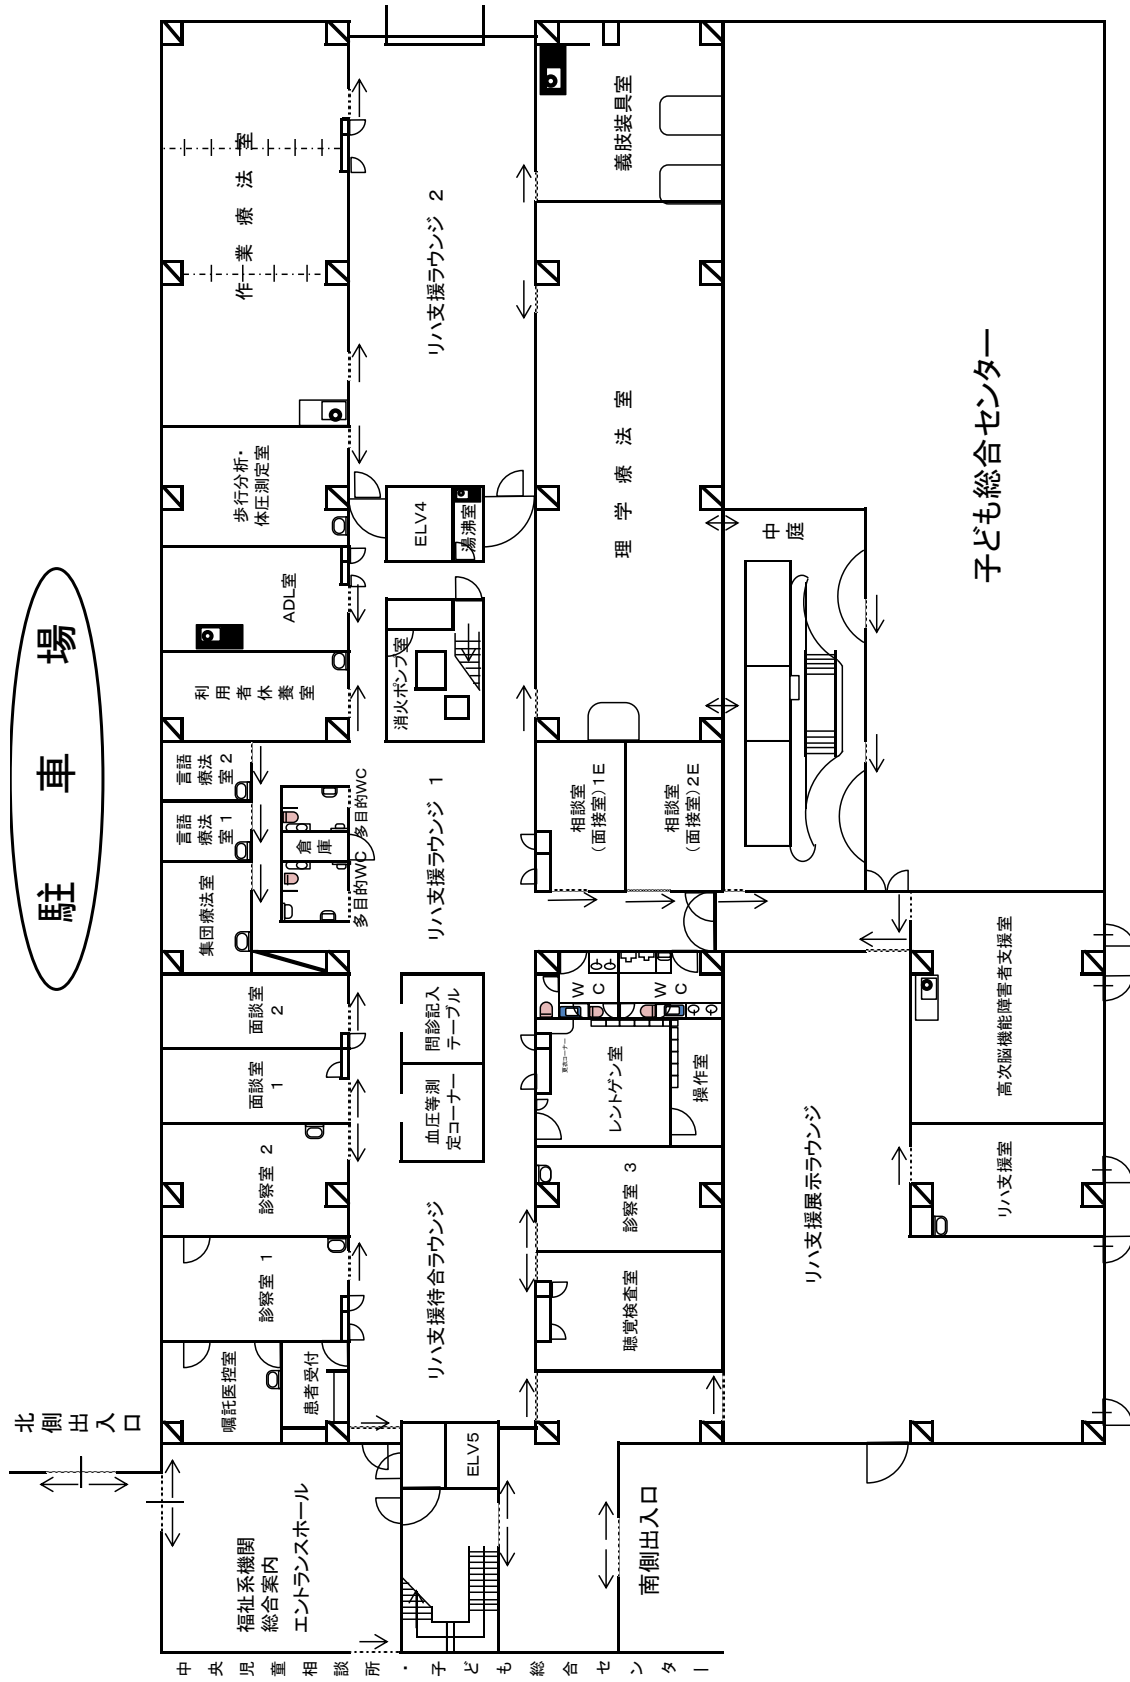 駐車場
北側出入口
福祉系機関
総合案内
エントランスホール
中央児童相談所・子ども総合センター
南側出入口
ELV5
嘱託医控室
患者受付
診察室 1
診察室 2
面談室
1
面談室
2
集団療法室
言語
療法
室1
言語
療法
室2
利用者休養室
ADL室
歩行分析・
体圧測定室
作業療法室
リハ支援待合ラウンジ
血圧等測
定コーナー
問診記入
テーブル
多目的WC
倉庫
多目的WC
リハ支援ラウンジ 1
消火ポンプ室
ELV4
湯沸室
リハ支援ラウンジ 2
聴覚検査室
診察室 3
レントゲン室
更衣コーナー
操作室
WC
WC
相談室
(面接室)1E
相談室
(面接室)2E
理学療法室
義肢装具室
中庭
リハ支援展示ラウンジ
リハ支援室
高次脳機能障害者支援室
子ども総合センター